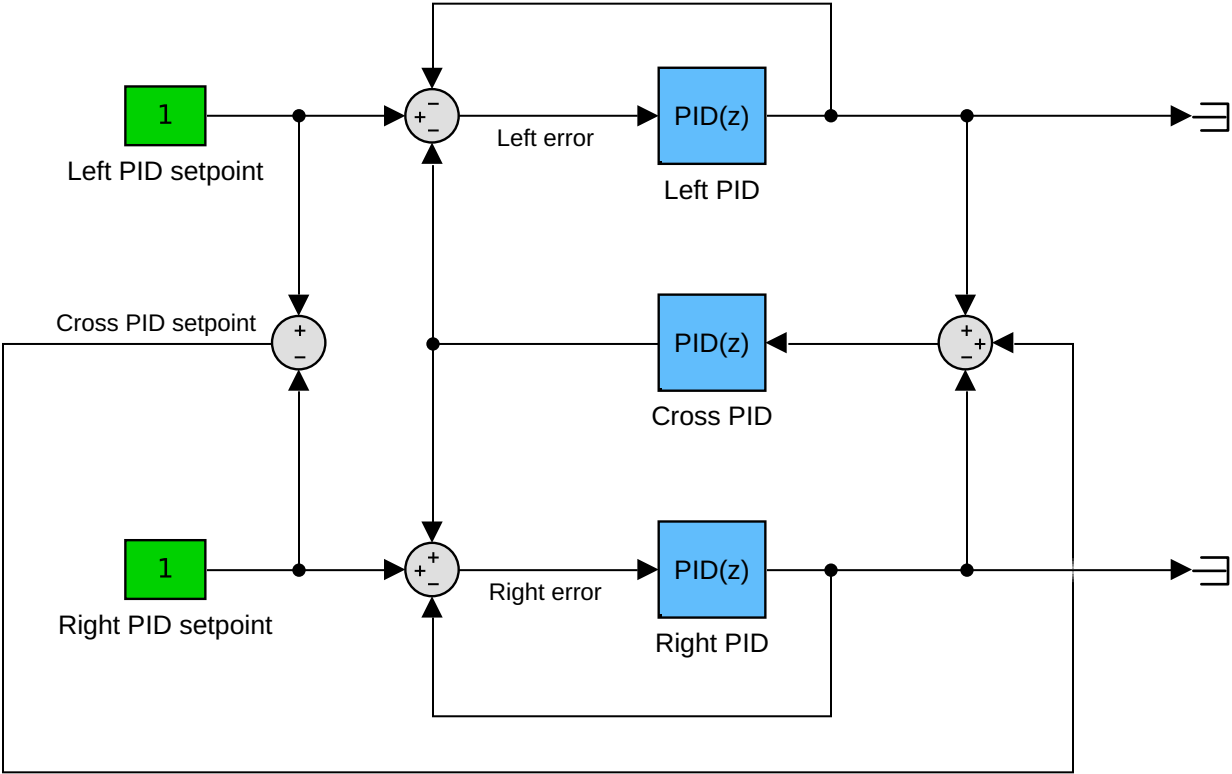 1
Left PID setpoint
−
+
−
Left error
PID(z)
Left PID
Cross PID setpoint
+
−
PID(z)
Cross PID
+
+
−
1
Right PID setpoint
+
+
−
Right error
PID(z)
Right PID